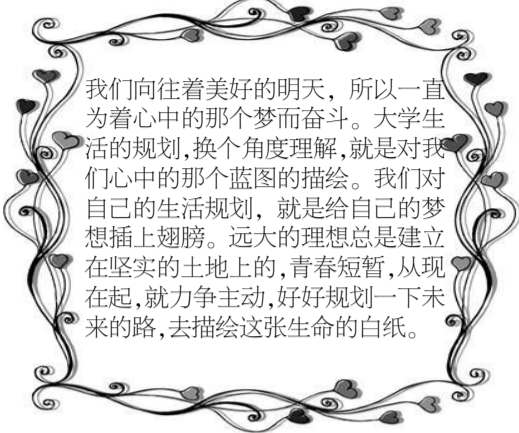 我们向往着美好的明天，所以一直
为着心中的那个梦而奋斗。大学生
活的规划,换个角度理解,就是对我
们心中的那个蓝图的描绘。我们对
自己的生活规划，就是给自己的梦
想插上翅膀。远大的理想总是建立
在坚实的土地上的,青春短暂,从现
在起,就力争主动,好好规划一下未
来的路,去描绘这张生命的白纸。